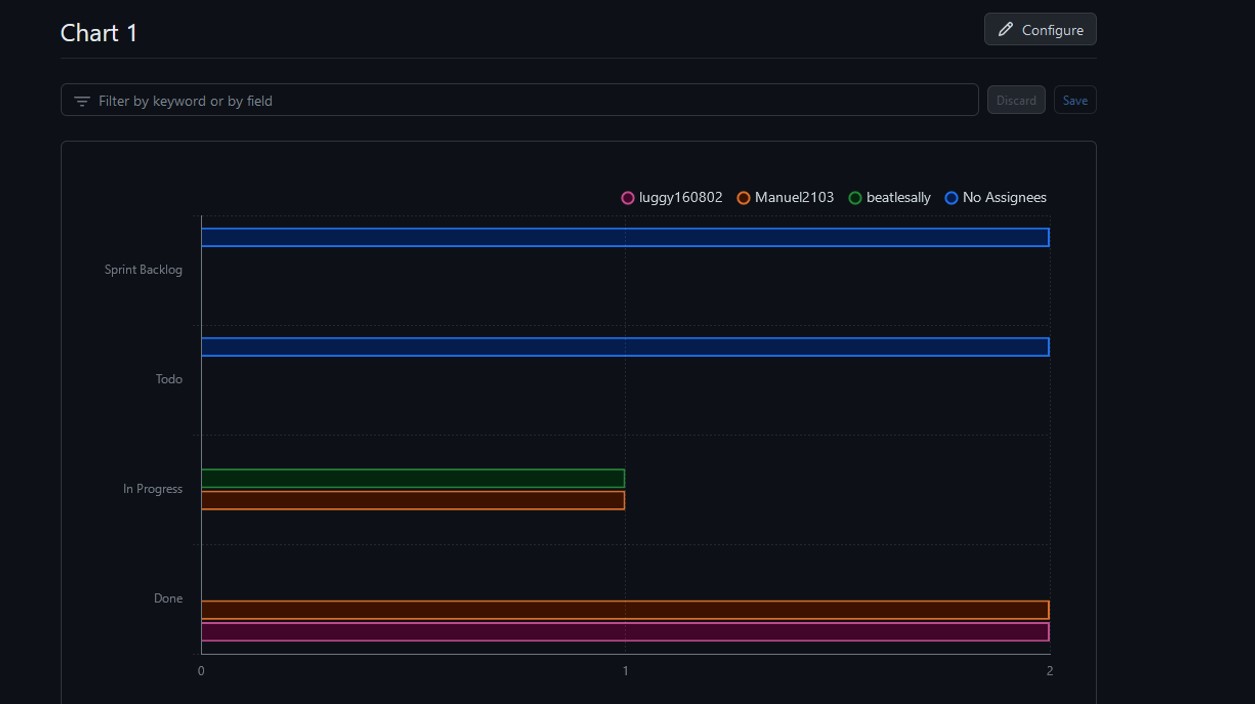 Chart 1
Configure
Filter by keyword or by field
Discard
Save
luggy160802 Manuel2103 beatlesally No Assignees
Sprint Backlog
Todo
In Progress
Done
0 1 2